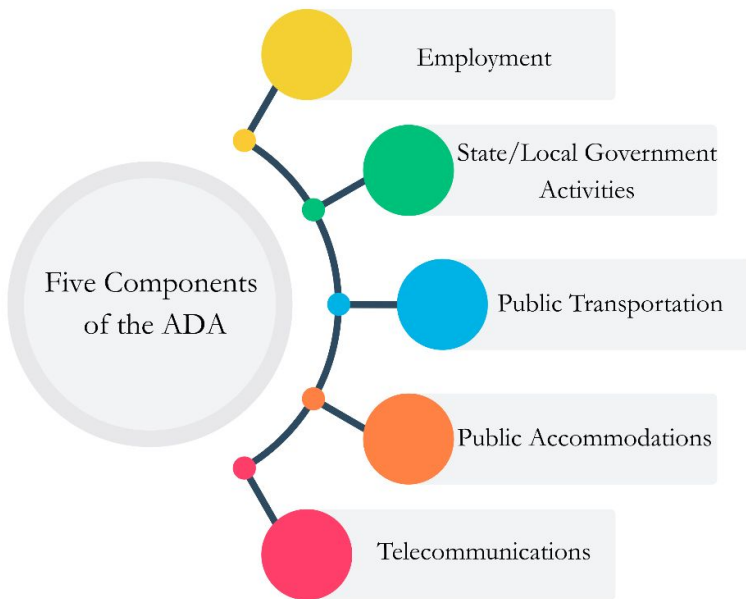 Five Components
of the ADA
Employment
State/Local Government
Activities
Public Transportation
Public Accommodations
Telecommunications